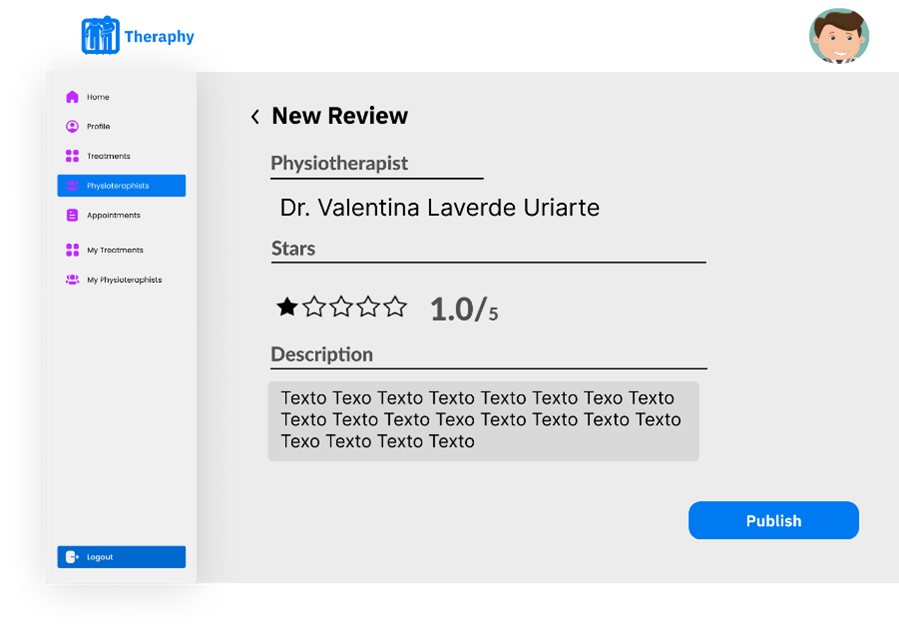 Theraphy
Home
Profile
Treatments
Physioterophists
Appointments
My Treatments
My Physioterophists
Logout
New Review
Physiotherapist
Dr. Valentina Laverde Uriarte
Stars
1.0/5
Description
Texto Texo Texto Texto Texto Texto Texo Texto
Texto Texto Texto Texo Texto Texto Texto Texto
Texo Texto Texto Texto
Publish